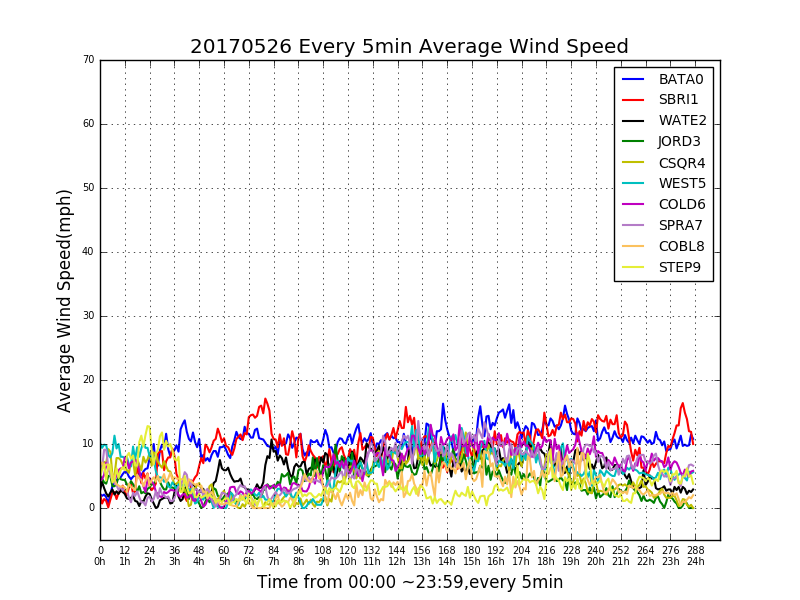 20170526 Every 5min Average Wind Speed
70
60
50
40
30
20
10
0
Average Wind Speed(mph)
BATA0
SBRI1
WATE2
JORD3
CSQR4
WEST5
COLD6
SPRA7
COBL8
STEP9
0 12 24 36 48 60 72 84 96 108 120 132 144 156 168 180 192 204 216 228 240 252 264 276 288
0h 1h 2h 3h 4h 5h 6h 7h 8h 9h 10h 11h 12h 13h 14h 15h 16h 17h 18h 19h 20h 21h 22h 23h 24h
Time from 00:00 ~23:59,every 5min